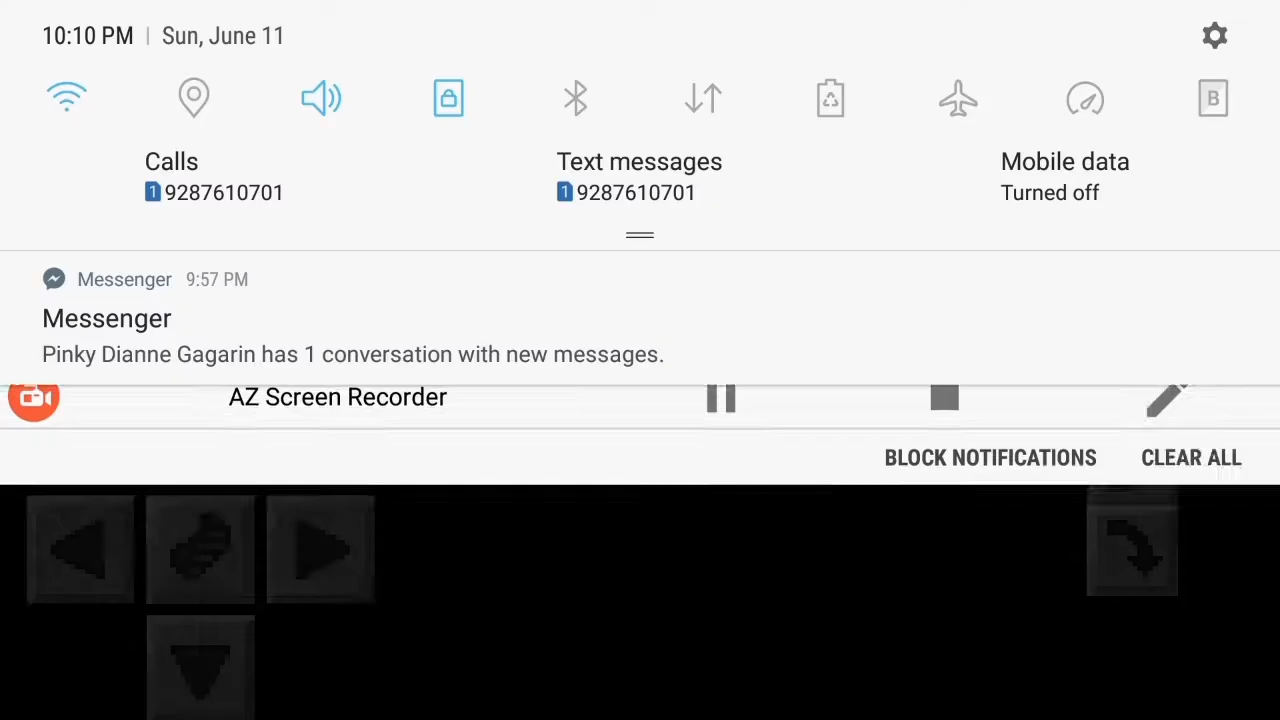 10:10 PM | Sun, June 11
B
Calls Text messages Mobile data
1 9287610701 1 9287610701 Turned off
Messenger 9:57 PM
Messenger
Pinky Dianne Gagarin has 1 conversation with new messages.
AZ Screen Recorder
BLOCK NOTIFICATIONS CLEAR ALL